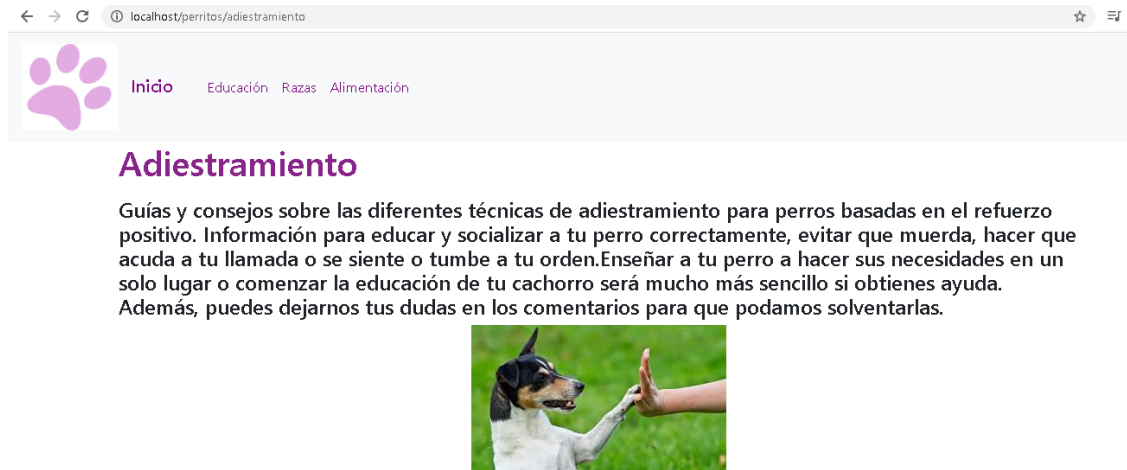 localhost/perritos/adiestramiento
Inicio Educación Razas Alimentación
Adiestramiento
Guías y consejos sobre las diferentes técnicas de adiestramiento para perros basadas en el refuerzo
positivo. Información para educar y socializar a tu perro correctamente, evitar que muerda, hacer que
acuda a tu llamada o se siente o tumbe a tu orden.Enseñar a tu perro a hacer sus necesidades en un
solo lugar o comenzar la educación de tu cachorro será mucho más sencillo si obtienes ayuda.
Además, puedes dejarnos tus dudas en los comentarios para que podamos solventarlas.